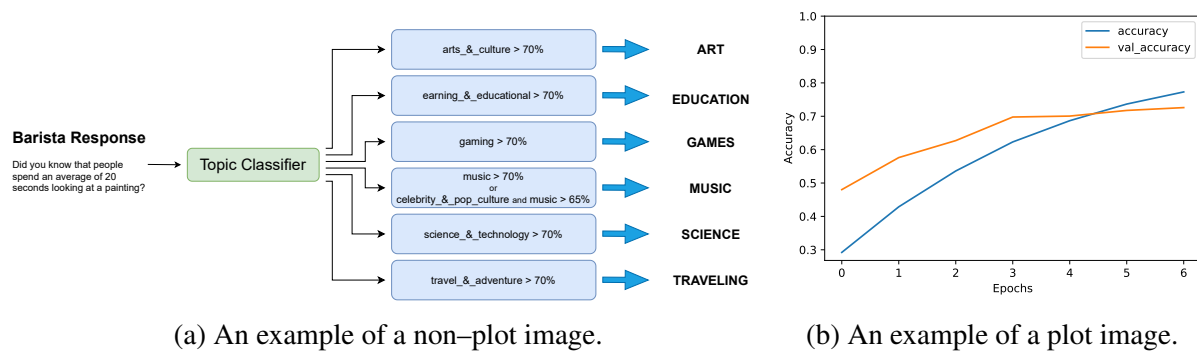 Barista Response
Did you know that people
spend an average of 20
seconds looking at a painting?
Topic Classifier
arts_&_culture > 70%
ART
earning_&_educational > 70%
EDUCATION
gaming > 70%
GAMES
music > 70%
or
celebrity_&_pop_culture and music > 65%
MUSIC
science_&_technology > 70%
SCIENCE
travel_&_adventure > 70%
TRAVELING
(a) An example of a non–plot image.
1.0
0.9
0.8
0.7
0.6
0.5
0.4
0.3
Accuracy
accuracy
val_accuracy
0 1 2 3 4 5 6
Epochs
(b) An example of a plot image.